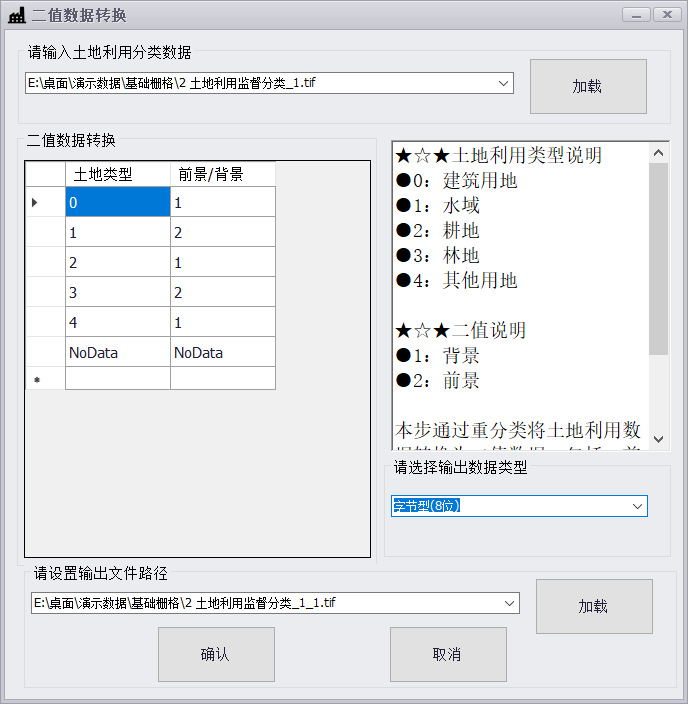 二值数据转换
请输入土地利用分类数据
E:\桌面\演示数据\基础栅格\2 土地利用监督分类_1.tif
加载
二值数据转换
土地类型 前景/背景
0 1
1 2
2 1
3 2
4 1
NoData NoData
★☆★土地利用类型说明
●0：建筑用地
●1：水域
●2：耕地
●3：林地
●4：其他用地
★☆★二值说明
●1：背景
●2：前景
本步通过重分类将土地利用数
请选择输出数据类型
字节型(8位)
请设置输出文件路径
E:\桌面\演示数据\基础栅格\2 土地利用监督分类_1_1.tif
加载
确认
取消